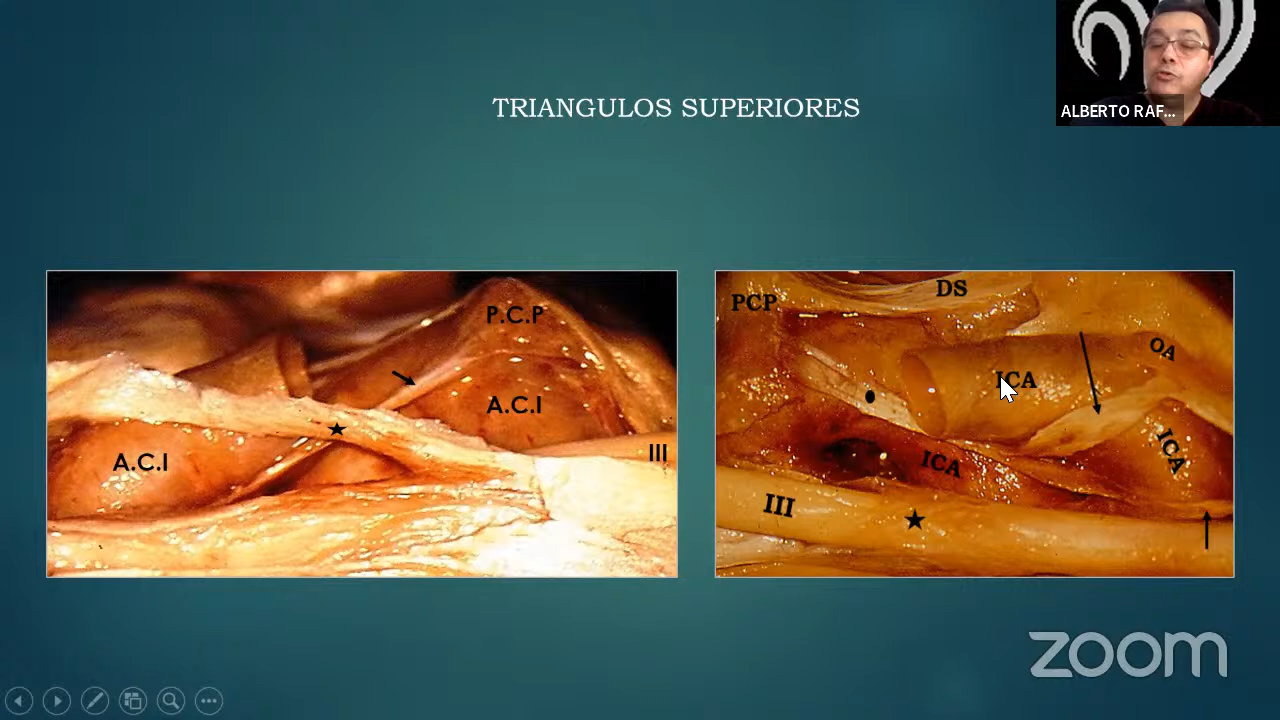 ALBERTO RAF...
TRIANGULOS SUPERIORES
P.C.P
A.C.I
A.C.I
III
PCP
DS
OA
ICA
ICA
ICA
III
zoom